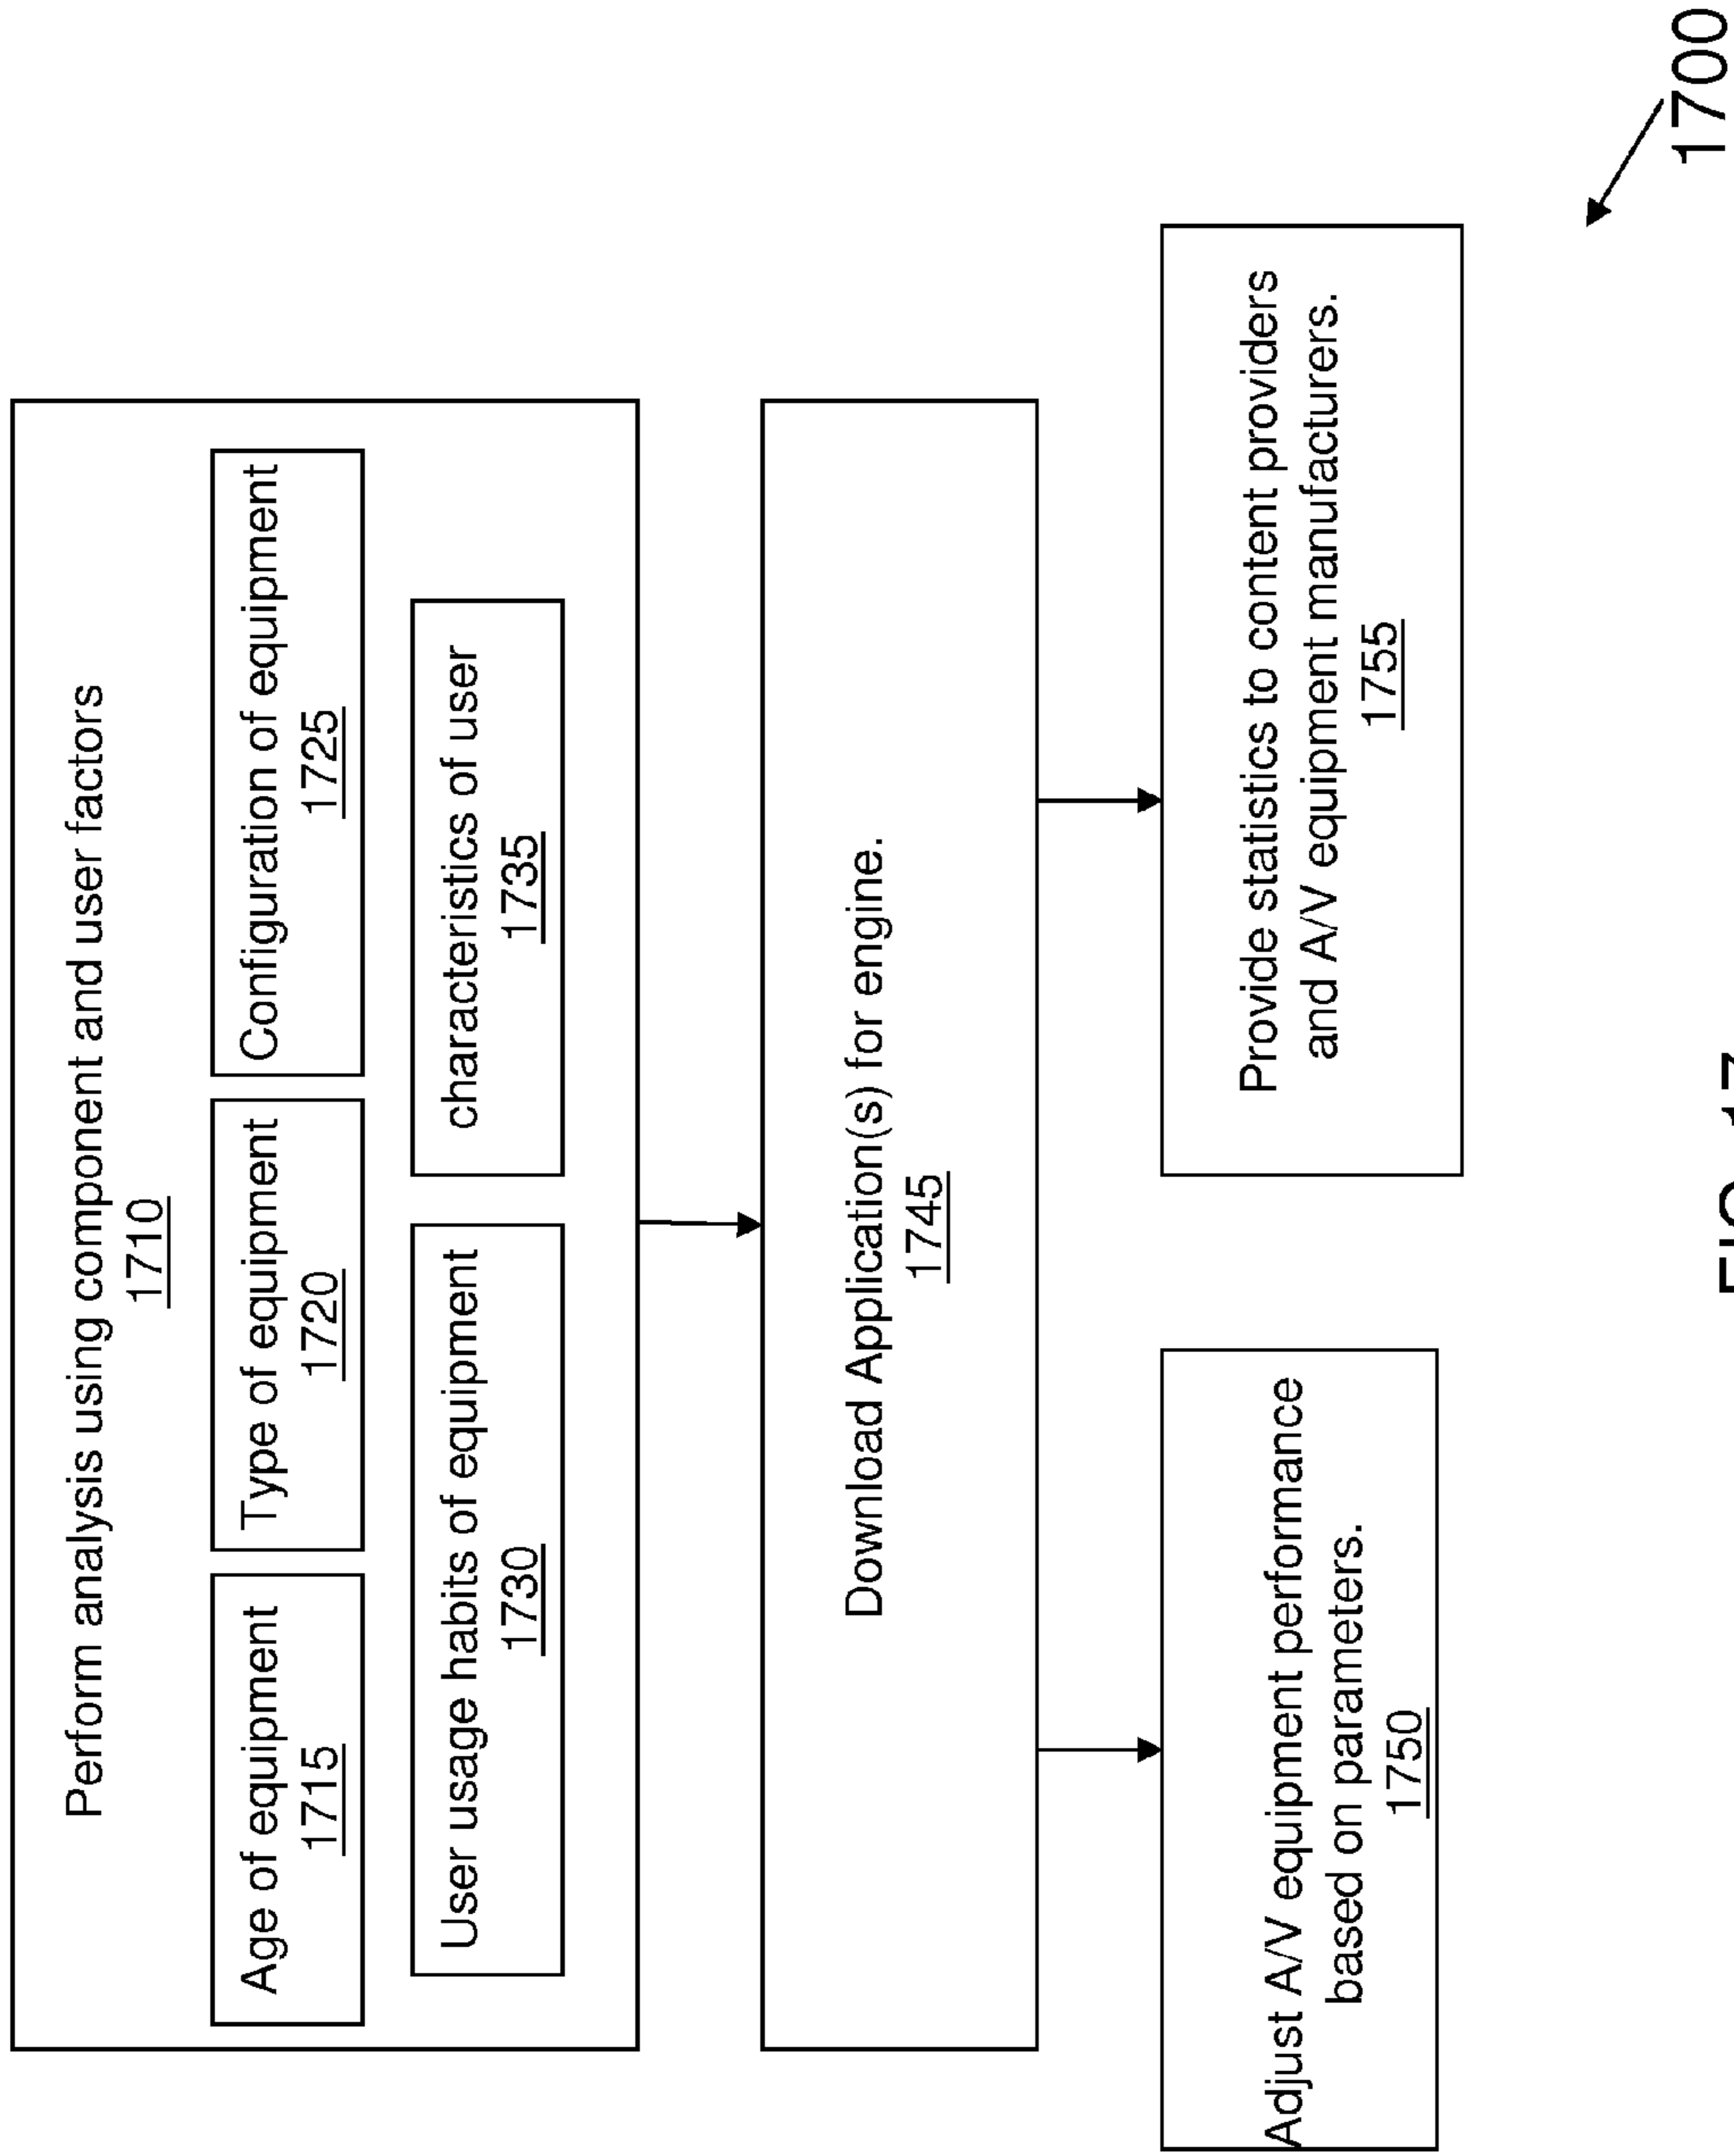 Perform analysis using component and user factors
1710
Age of equipment
1715
Type of equipment
1720
Configuration of equipment
1725
User usage habits of equipment
1730
characteristics of user
1735
Download Application(s) for engine.
1745
Adjust A/V equipment performance
based on parameters.
1750
Provide statistics to content providers
and A/V equipment manufacturers.
1755
1700
FIG. 17